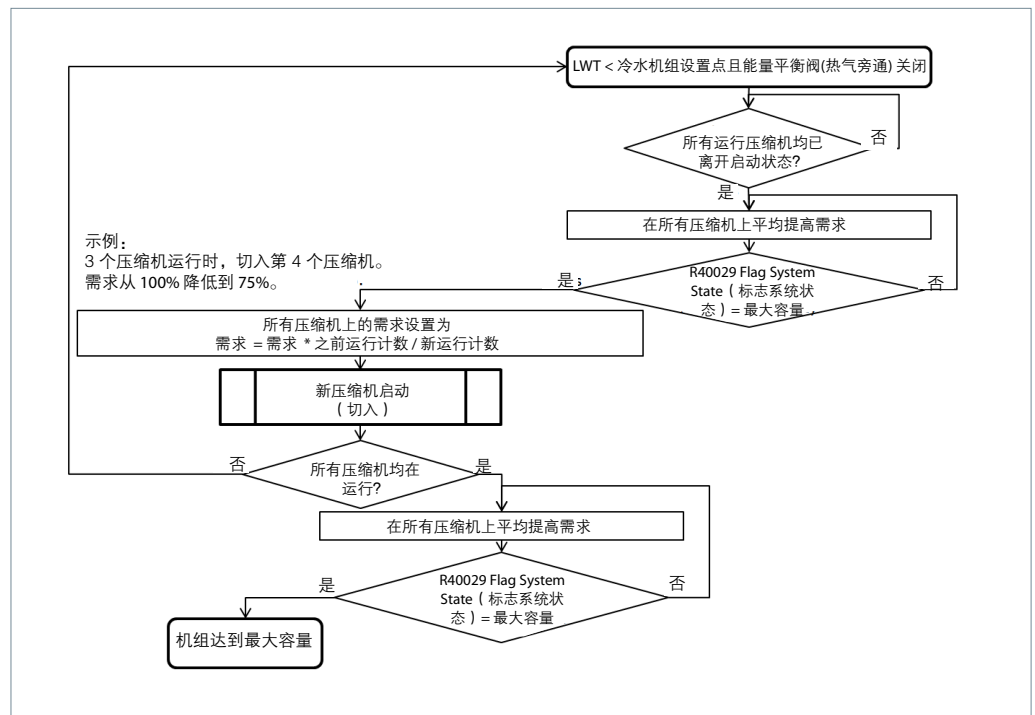 LWT < 冷水机组设置点且能量平衡阀(热气旁通) 关闭
所有运行压缩机均已
离开启动状态?
否
是
在所有压缩机上平均提高需求
示例：
3 个压缩机运行时，切入第 4 个压缩机。
需求从 100% 降低到 75%。
R40029 Flag System
State（标志系统状
态）= 最大容量
是s
否
所有压缩机上的需求设置为
需求 = 需求 * 之前运行计数 / 新运行计数
新压缩机启动
（切入）
否
所有压缩机均在
运行?
是
在所有压缩机上平均提高需求
是
R40029 Flag System
State（标志系统状
态）= 最大容量
否
机组达到最大容量